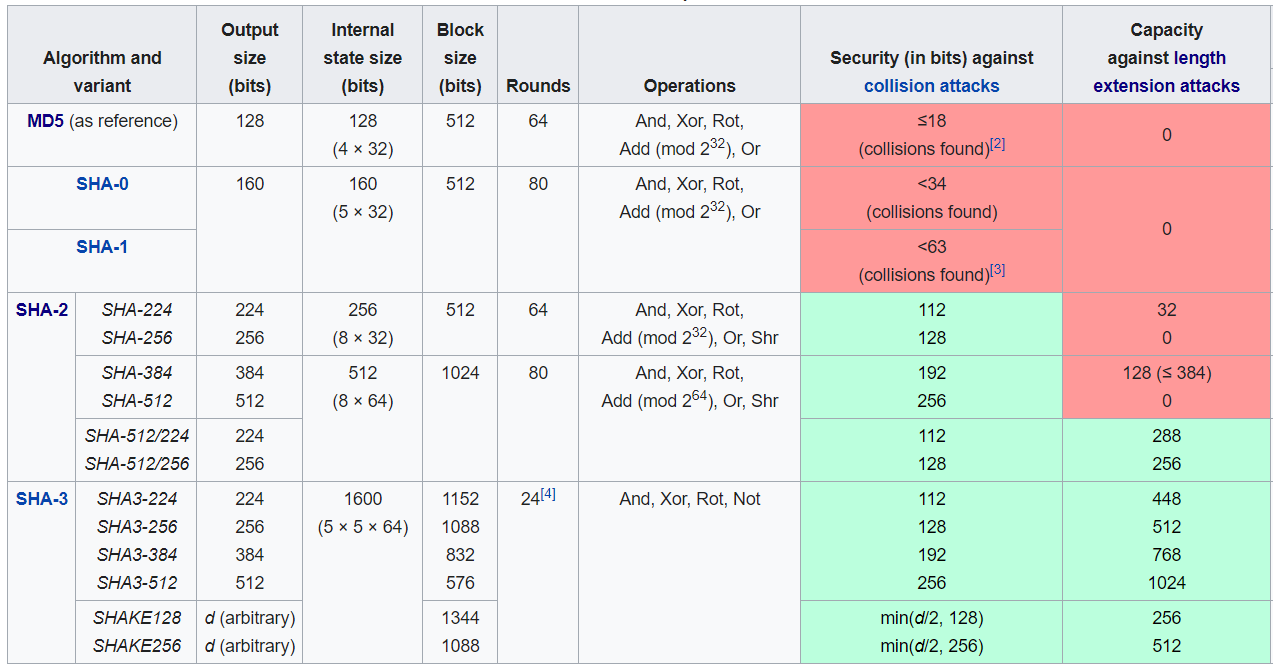 Algorithm and variant Output size (bits) Internal state size (bits) Block size (bits) Rounds Operations Security (in bits) against collision attacks Capacity against length extension attacks
MD5 (as reference) 128 128 (4 × 32) 512 64 And, Xor, Rot, Add (mod 2³²), Or ≤18 (collisions found)[2] 0
SHA-0 160 160 (5 × 32) 512 80 And, Xor, Rot, Add (mod 2³²), Or <34 (collisions found) 0
SHA-1 <63 (collisions found)[3]
SHA-2 SHA-224 224 256 (8 × 32) 512 64 And, Xor, Rot, Add (mod 2³²), Or, Shr 112 32
SHA-256 256 128 0
SHA-384 384 512 (8 × 64) 1024 80 And, Xor, Rot, Add (mod 2⁶⁴), Or, Shr 192 128 (≤ 384)
SHA-512 512 256 0
SHA-512/224 224 112 288
SHA-512/256 256 128 256
SHA-3 SHA3-224 224 1600 (5 × 5 × 64) 1152 24[4] And, Xor, Rot, Not 112 448
SHA3-256 256 1088 128 512
SHA3-384 384 832 192 768
SHA3-512 512 576 256 1024
SHAKE128 d (arbitrary) 1344 min(d/2, 128) 256
SHAKE256 d (arbitrary) 1088 min(d/2, 256) 512